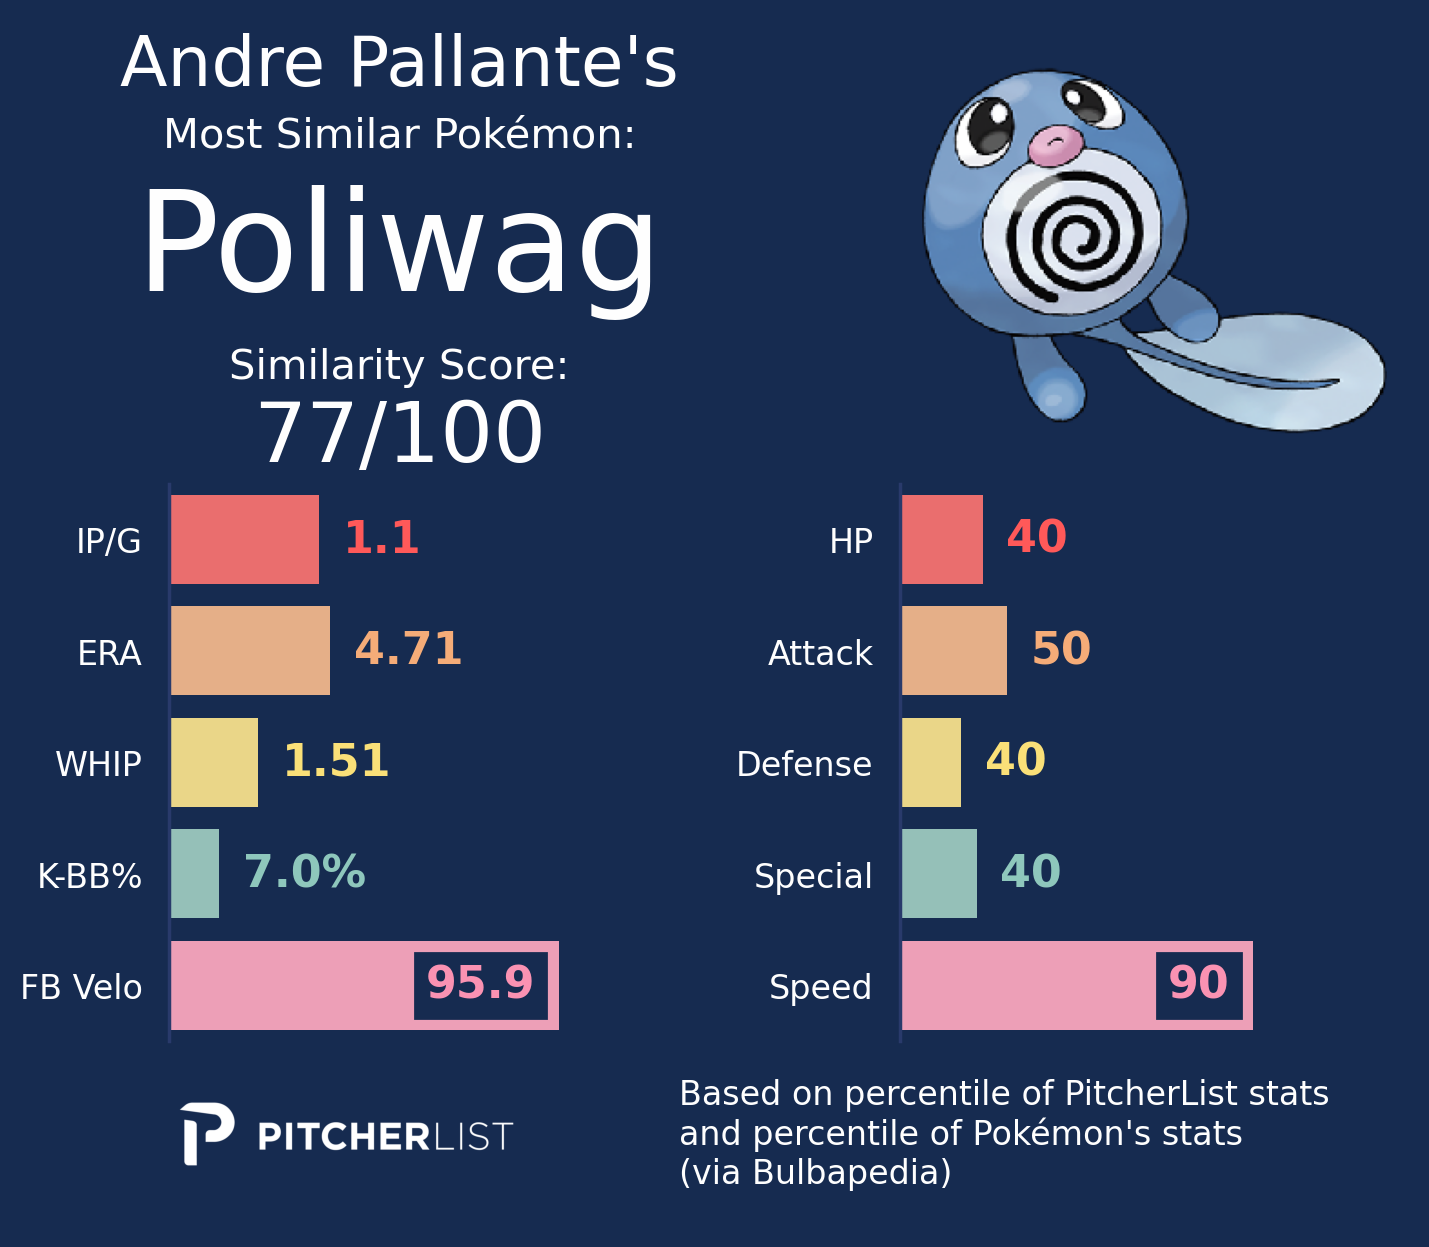 Andre Pallante's
Most Similar Pokémon:
Poliwag
Similarity Score:
77/100
IP/G 1.1
ERA 4.71
WHIP 1.51
K-BB% 7.0%
FB Velo 95.9
HP 40
Attack 50
Defense 40
Special 40
Speed 90
PITCHERLIST
Based on percentile of PitcherList stats
and percentile of Pokémon's stats
(via Bulbapedia)